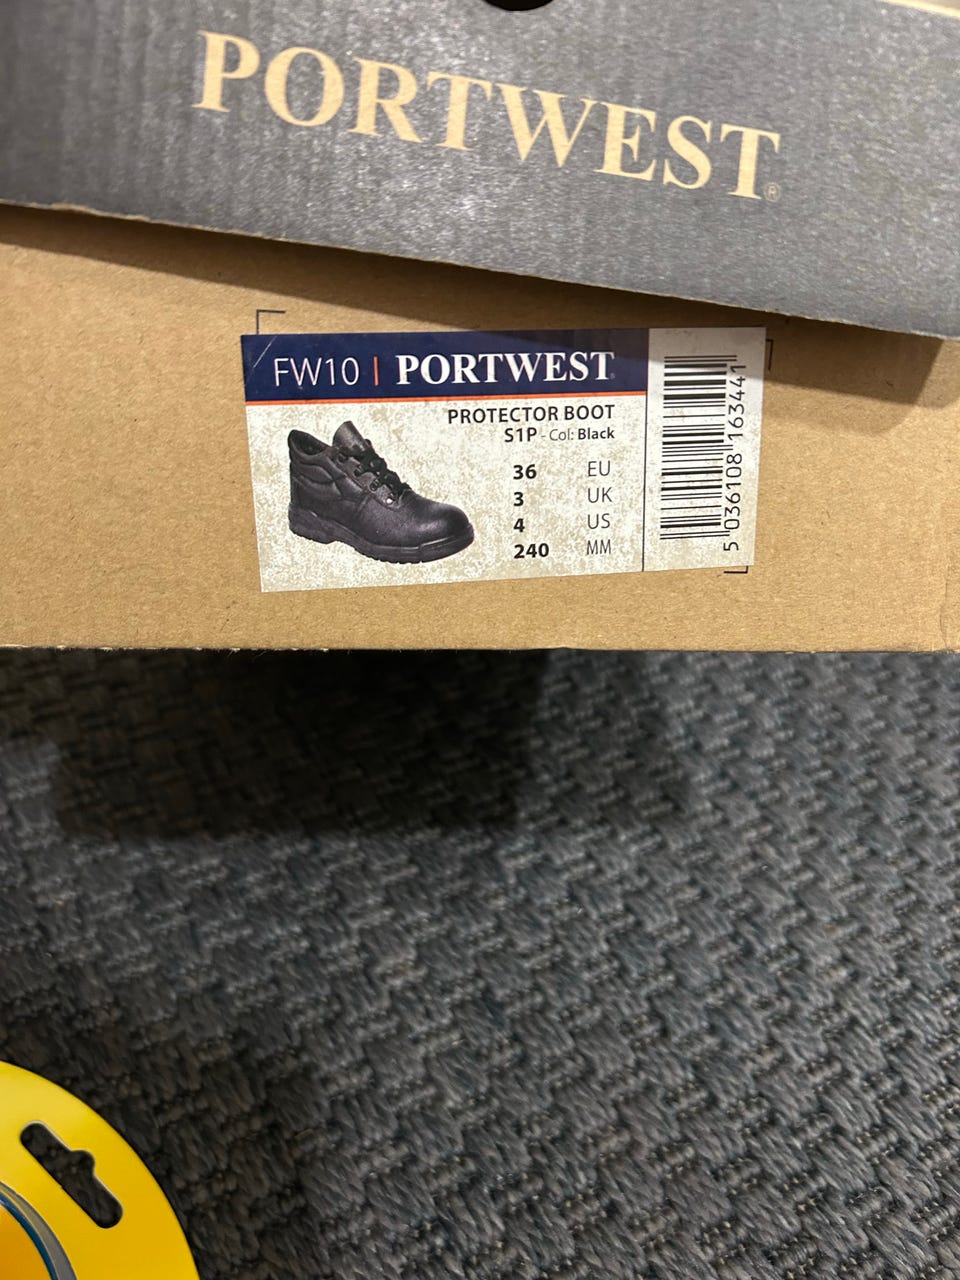 PORTWEST®
FW10 | PORTWEST
PROTECTOR BOOT
S1P - Col: Black
36 EU
3 UK
4 US
240 MM
5 036108 163441